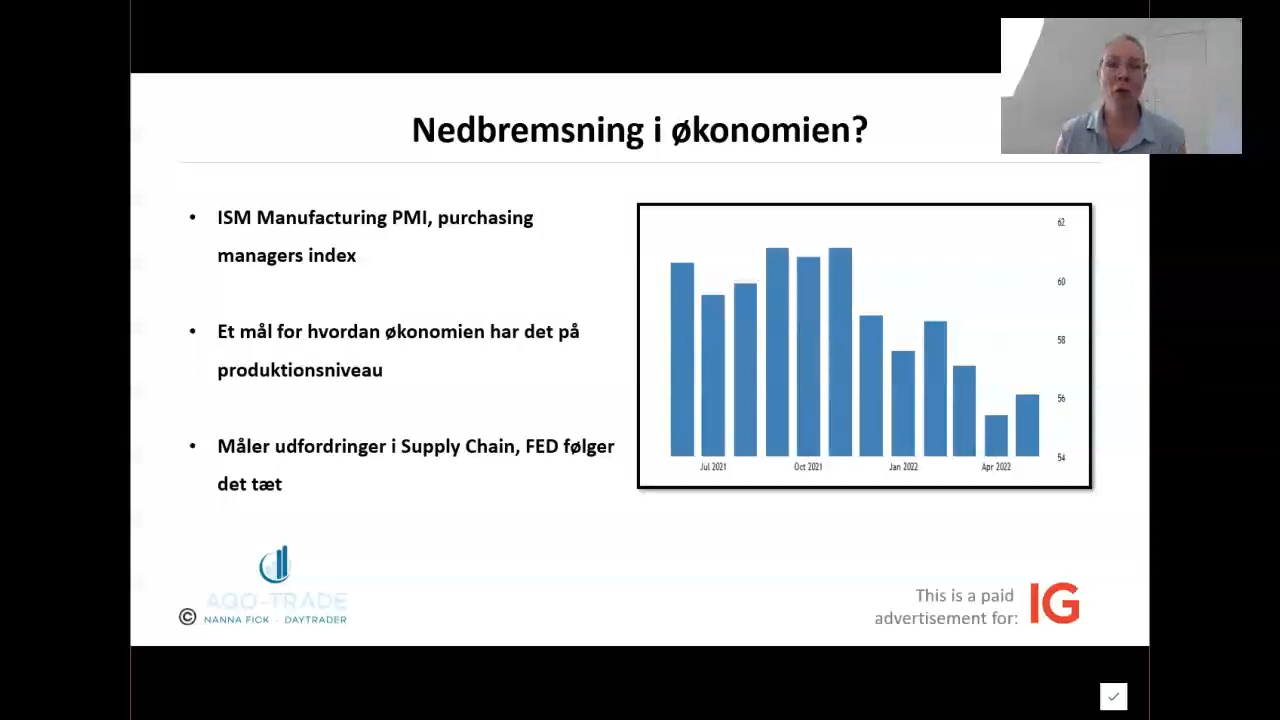 Nedbremsning i økonomien?
• ISM Manufacturing PMI, purchasing
managers index
• Et mål for hvordan økonomien har det på
produktionsniveau
• Måler udfordringer i Supply Chain, FED følger
det tæt
62
60
58
56
54
Jul 2021
Oct 2021
Jan 2022
Apr 2022
AGO-TRADE
© NANNA FICK · DAYTRADER
This is a paid
advertisement for:
IG